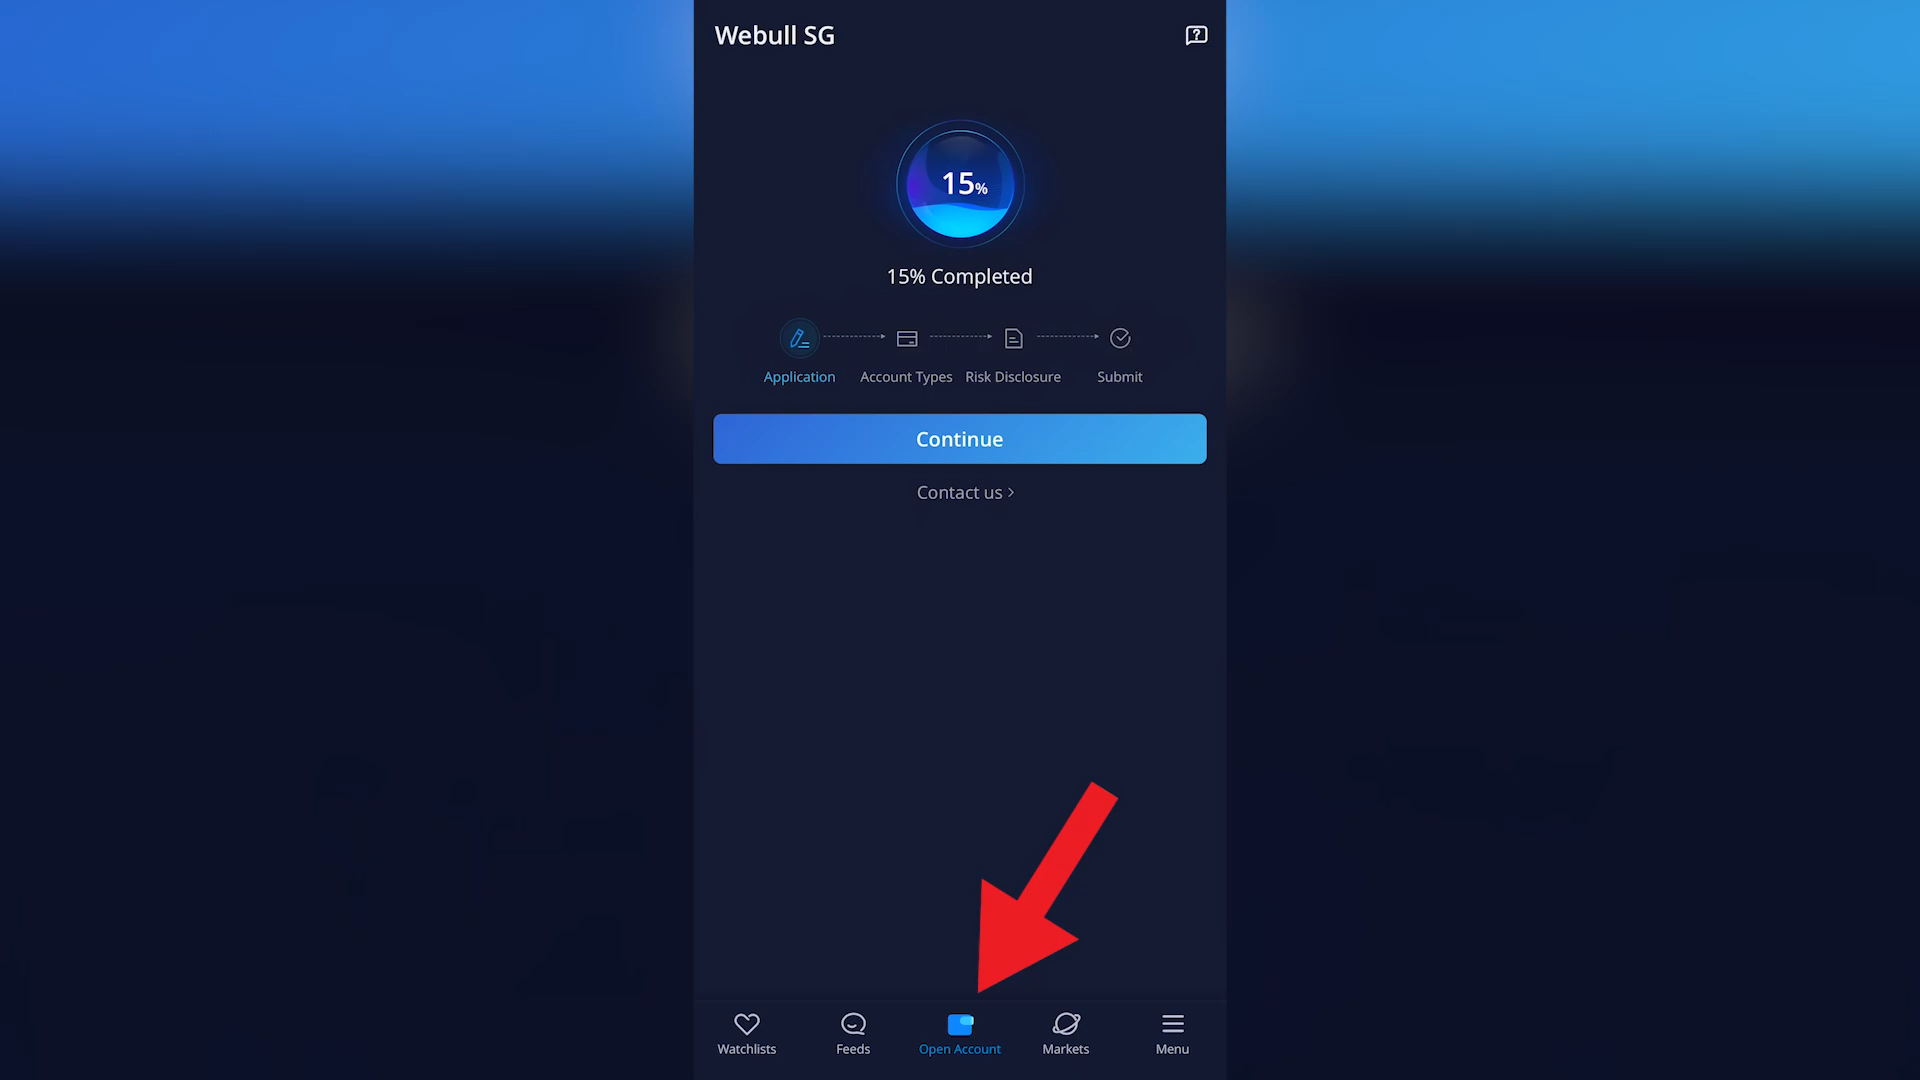 Webull SG
15%
15% Completed
Application Account Types Risk Disclosure Submit
Continue
Contact us >
Watchlists Feeds Open Account Markets Menu